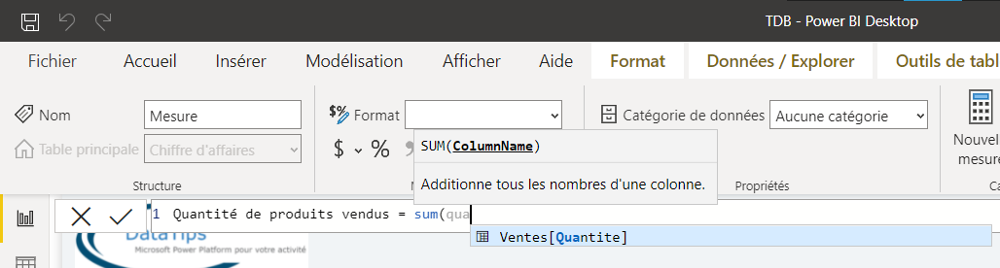 TDB - Power BI Desktop
Fichier Accueil Insérer Modélisation Afficher Aide Format Données / Explorer Outils de tabl
Nom Mesure $% Format Catégorie de données Aucune catégorie
Table principale Chiffre d'affaires $ % Nouvel
mesur
SUM(ColumnName)
Additionne tous les nombres d'une colonne.
Structure Propriétés Ca
1 Quantité de produits vendus = sum(qua
Ventes[Quantite]
DataTips
Microsoft Power Platform pour votre activité